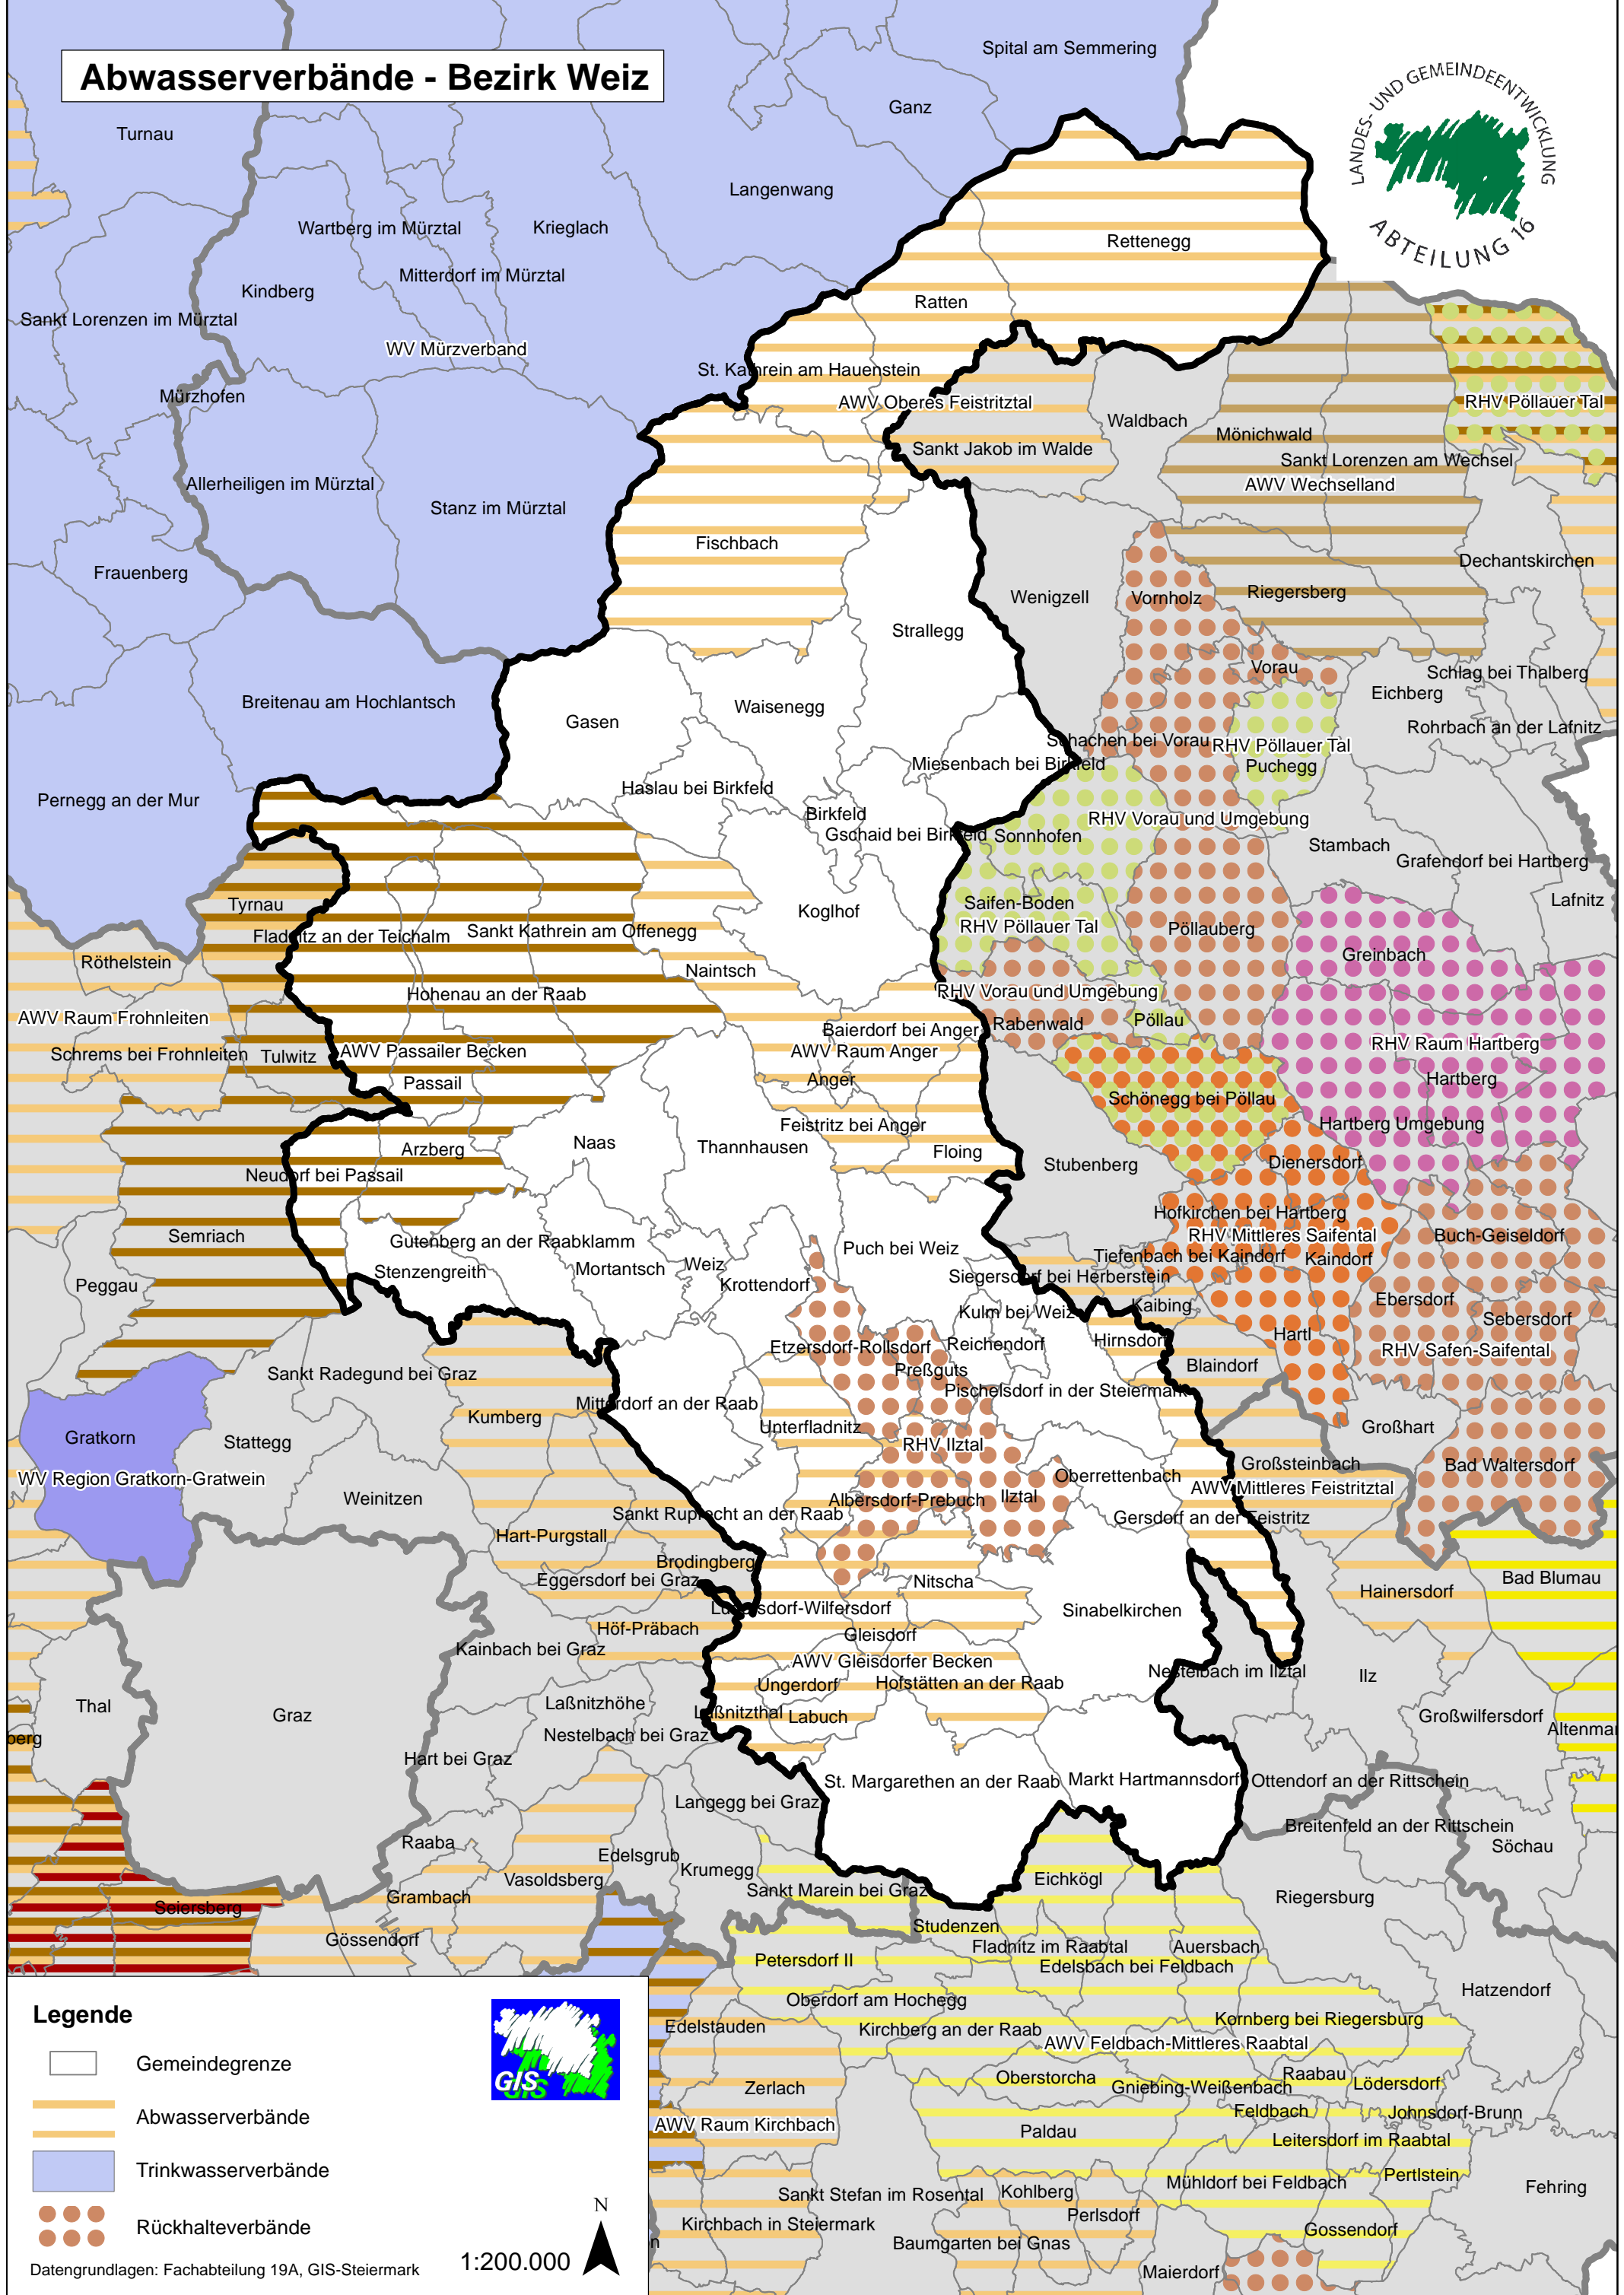 Abwasserverbände - Bezirk Weiz
LANDES- UND GEMEINDEENTWICKLUNG
ABTEILUNG 16
Spital am Semmering
Ganz
Turnau
Langenwang
Wartberg im Mürztal
Krieglach
Rettenegg
Mitterdorf im Mürztal
Kindberg
Ratten
Sankt Lorenzen im Mürztal
WV Mürzverband
St. Kathrein am Hauenstein
Mürzhofen
AWV Oberes Feistritztal
RHV Pöllauer Tal
Waldbach
Mönichwald
Sankt Jakob im Walde
Sankt Lorenzen am Wechsel
Allerheiligen im Mürztal
AWV Wechselland
Stanz im Mürztal
Fischbach
Dechantskirchen
Frauenberg
Wenigzell
Vornholz
Riegersberg
Strallegg
Vorau
Schlag bei Thalberg
Eichberg
Breitenau am Hochlantsch
Waisenegg
Gasen
Rohrbach an der Lafnitz
Schachen bei Vorau
RHV Pöllauer Tal
Miesenbach bei Birkfeld
Puchegg
Haslau bei Birkfeld
Pernegg an der Mur
Birkfeld
RHV Vorau und Umgebung
Gschaid bei Birkfeld
Sonnhofen
Stambach
Grafendorf bei Hartberg
Lafnitz
Tyrnau
Saifen-Boden
Koglhof
RHV Pöllauer Tal
Pöllauberg
Fladnitz an der Teichalm
Sankt Kathrein am Offenegg
Greinbach
Röthelstein
Naintsch
Hohenau an der Raab
RHV Vorau und Umgebung
AWV Raum Frohnleiten
Baierdorf bei Anger
Rabenwald
Pöllau
RHV Raum Hartberg
Schrems bei Frohnleiten
Tulwitz
AWV Passailer Becken
AWV Raum Anger
Passail
Anger
Hartberg
Schönegg bei Pöllau
Feistritz bei Anger
Hartberg Umgebung
Arzberg
Naas
Thannhausen
Floing
Stubenberg
Dienersdorf
Neudorf bei Passail
Hofkirchen bei Hartberg
Semriach
Gutenberg an der Raabklamm
RHV Mittleres Saifental
Buch-Geiseldorf
Puch bei Weiz
Tiefenbach bei Kaindorf
Kaindorf
Stenzengreith
Mortantsch
Weiz
Krottendorf
Siegersdorf bei Herberstein
Peggau
Ebersdorf
Kaibing
Kulm bei Weiz
Sebersdorf
Hirnsdorf
Hartl
Etzersdorf-Rollsdorf
Reichendorf
RHV Safen-Saifental
Preßguts
Blaindorf
Sankt Radegund bei Graz
Pischelsdorf in der Steiermark
Mitterdorf an der Raab
Kumberg
Unterfladnitz
Großhart
Gratkorn
Stattegg
RHV Ilztal
Großsteinbach
Bad Waltersdorf
WV Region Gratkorn-Gratwein
Oberrettenbach
AWV Mittleres Feistritztal
Weinitzen
Albersdorf-Prebuch
Ilztal
Sankt Ruprecht an der Raab
Gersdorf an der Feistritz
Hart-Purgstall
Brodingberg
Eggersdorf bei Graz
Nitscha
Bad Blumau
Hainersdorf
Ludersdorf-Wilfersdorf
Sinabelkirchen
Höf-Präbach
Gleisdorf
Kainbach bei Graz
AWV Gleisdorfer Becken
Nestelbach im Ilztal
Ilz
Ungerdorf
Hofstätten an der Raab
Thal
Laßnitzhöhe
Laßnitzthal
Labuch
Graz
Großwilfersdorf
Altenmar
berg
Nestelbach bei Graz
Hart bei Graz
St. Margarethen an der Raab
Markt Hartmannsdorf
Ottendorf an der Rittschein
Langegg bei Graz
Breitenfeld an der Rittschein
Raaba
Söchau
Edelsgrub
Krumegg
Vasoldsberg
Eichkögl
Sankt Marein bei Graz
Grambach
Riegersburg
Seiersberg
Studenzen
Gössendorf
Fladnitz im Raabtal
Auersbach
Petersdorf II
Edelsbach bei Feldbach
Hatzendorf
Oberdorf am Hochegg
Kornberg bei Riegersburg
Edelstauden
Kirchberg an der Raab
AWV Feldbach-Mittleres Raabtal
Raabau
Oberstorcha
Lödersdorf
Zerlach
Gniebing-Weißenbach
Feldbach
Johnsdorf-Brunn
AWV Raum Kirchbach
Paldau
Leitersdorf im Raabtal
Pertlstein
Mühldorf bei Feldbach
Fehring
Sankt Stefan im Rosental
Kohlberg
Perlsdorf
Kirchbach in Steiermark
Gossendorf
Baumgarten bei Gnas
n
Maierdorf
Legende
GIS
Gemeindegrenze
Abwasserverbände
Trinkwasserverbände
Rückhalteverbände
N
1:200.000
Datengrundlagen: Fachabteilung 19A, GIS-Steiermark